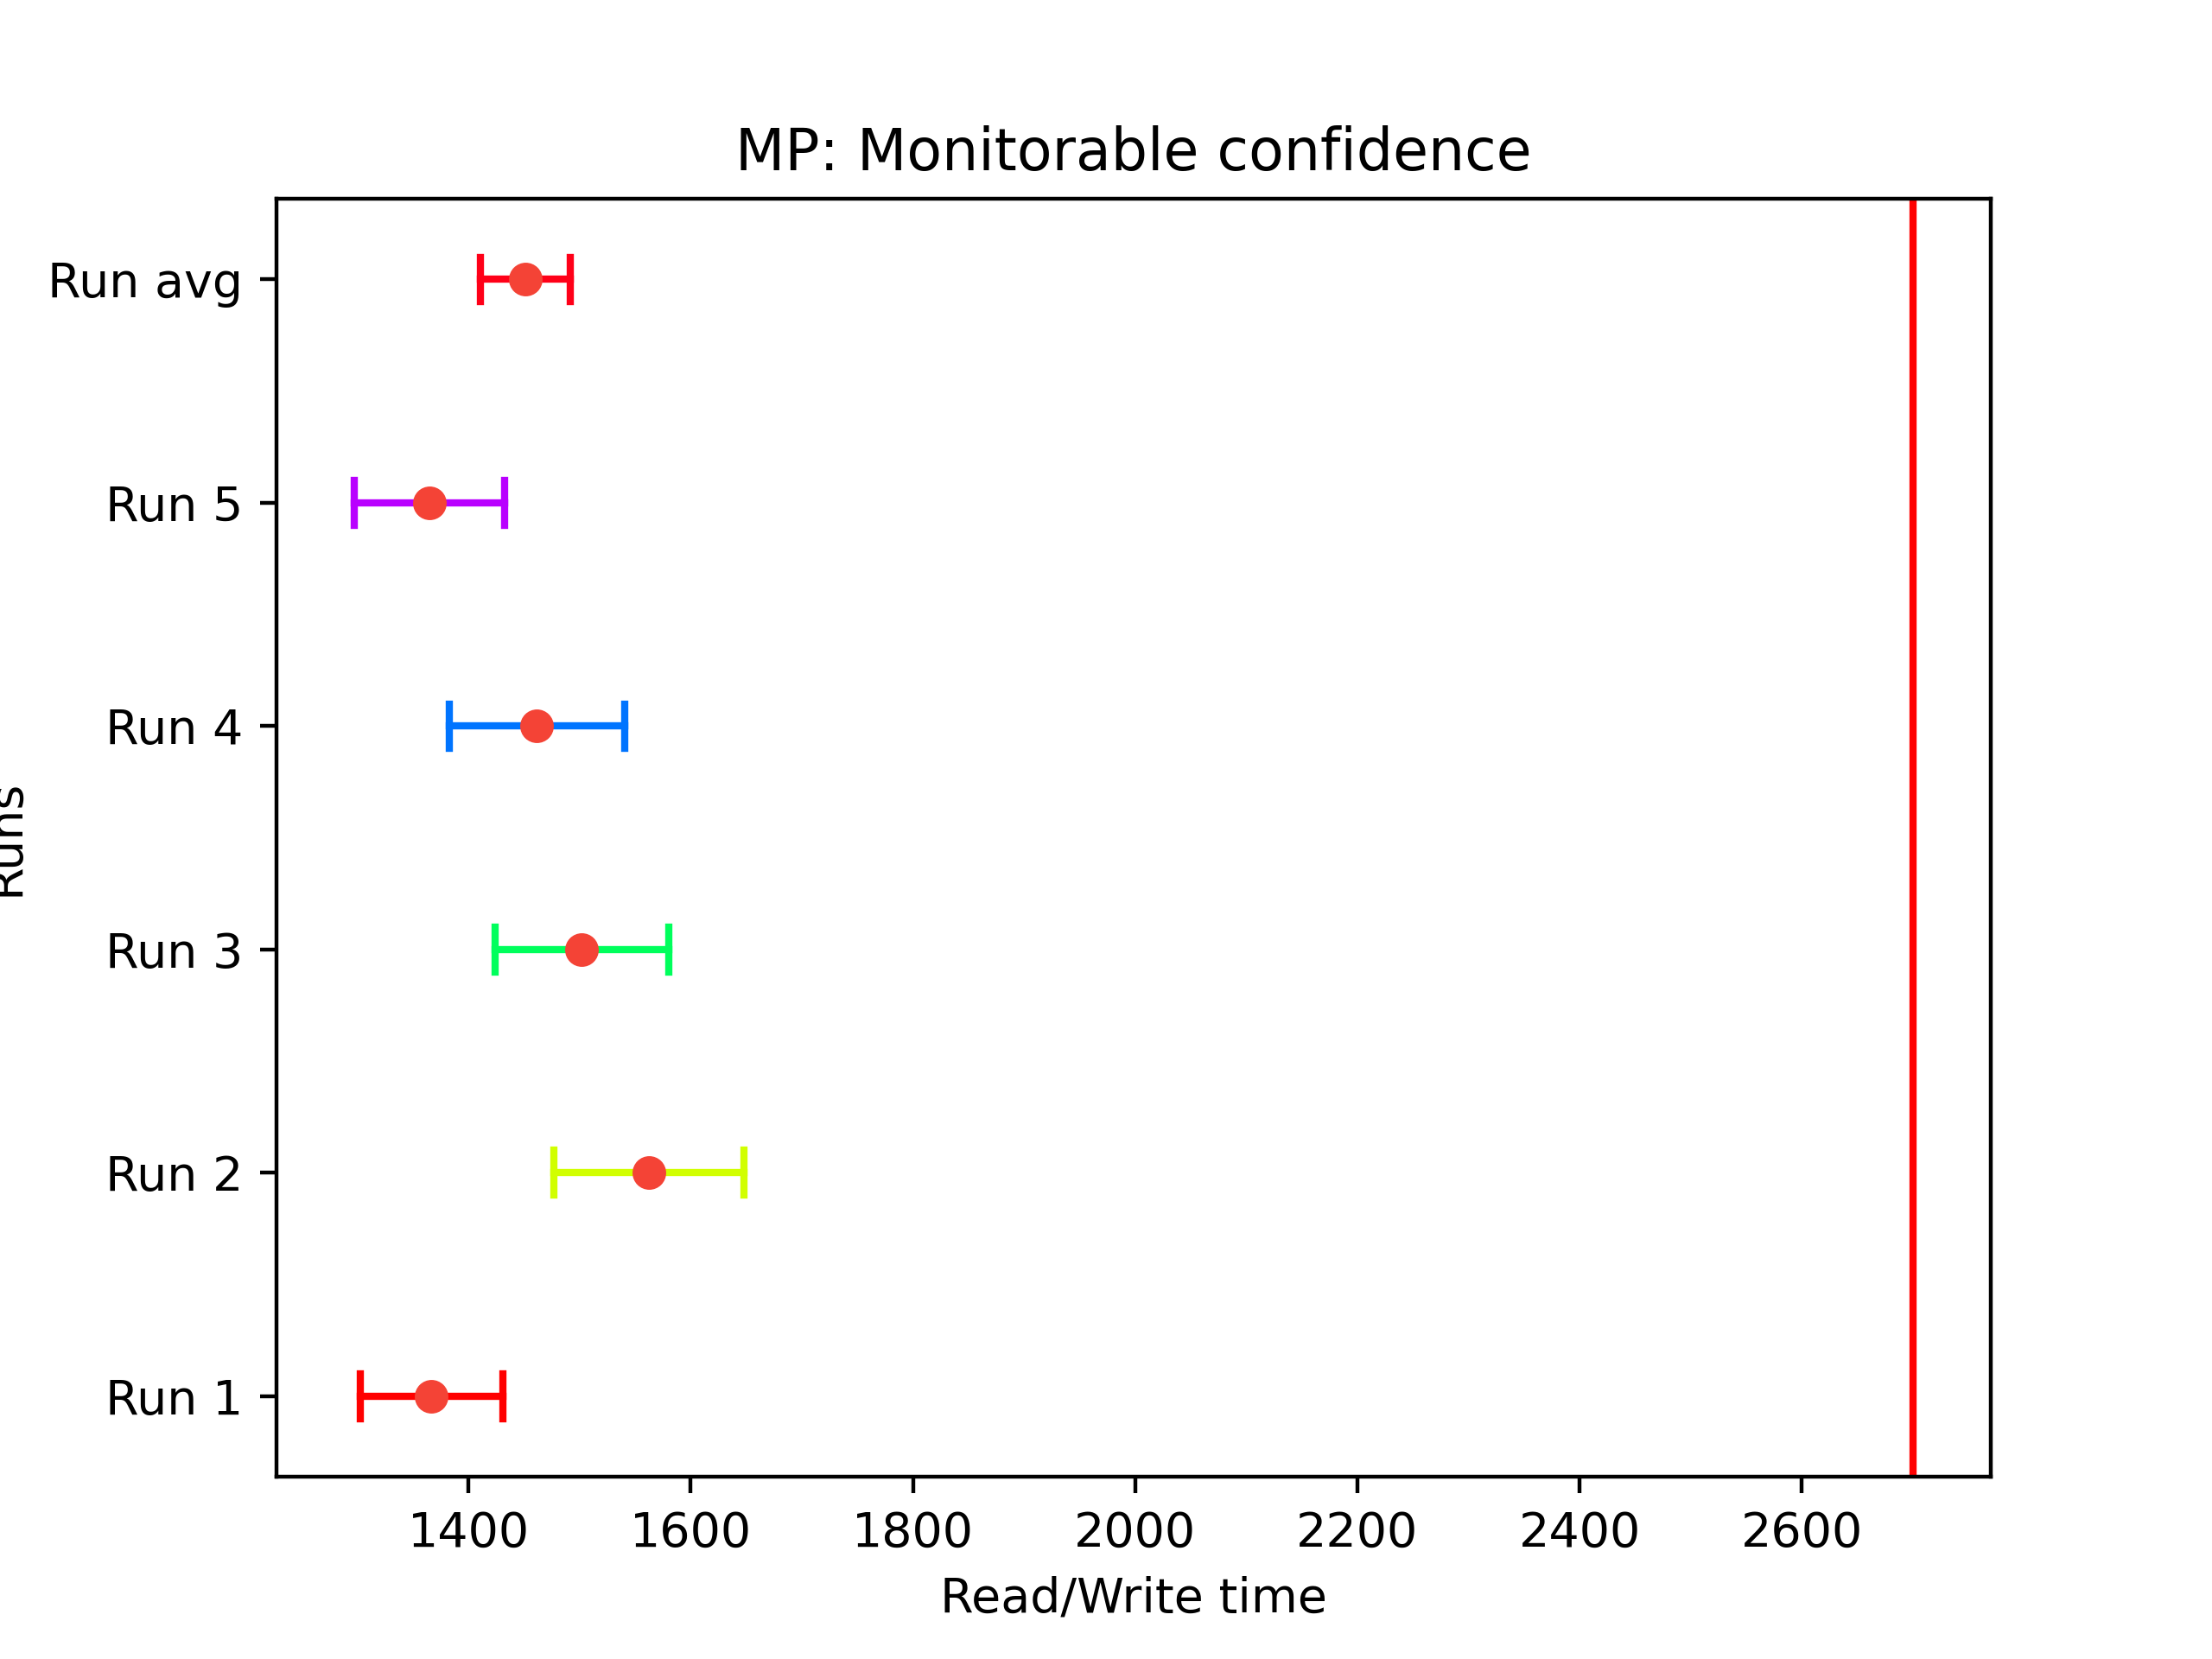 MP: Monitorable confidence
Run avg
Run 5
Run 4
Run 3
Run 2
Run 1
Runs
1400 1600 1800 2000 2200 2400 2600
Read/Write time